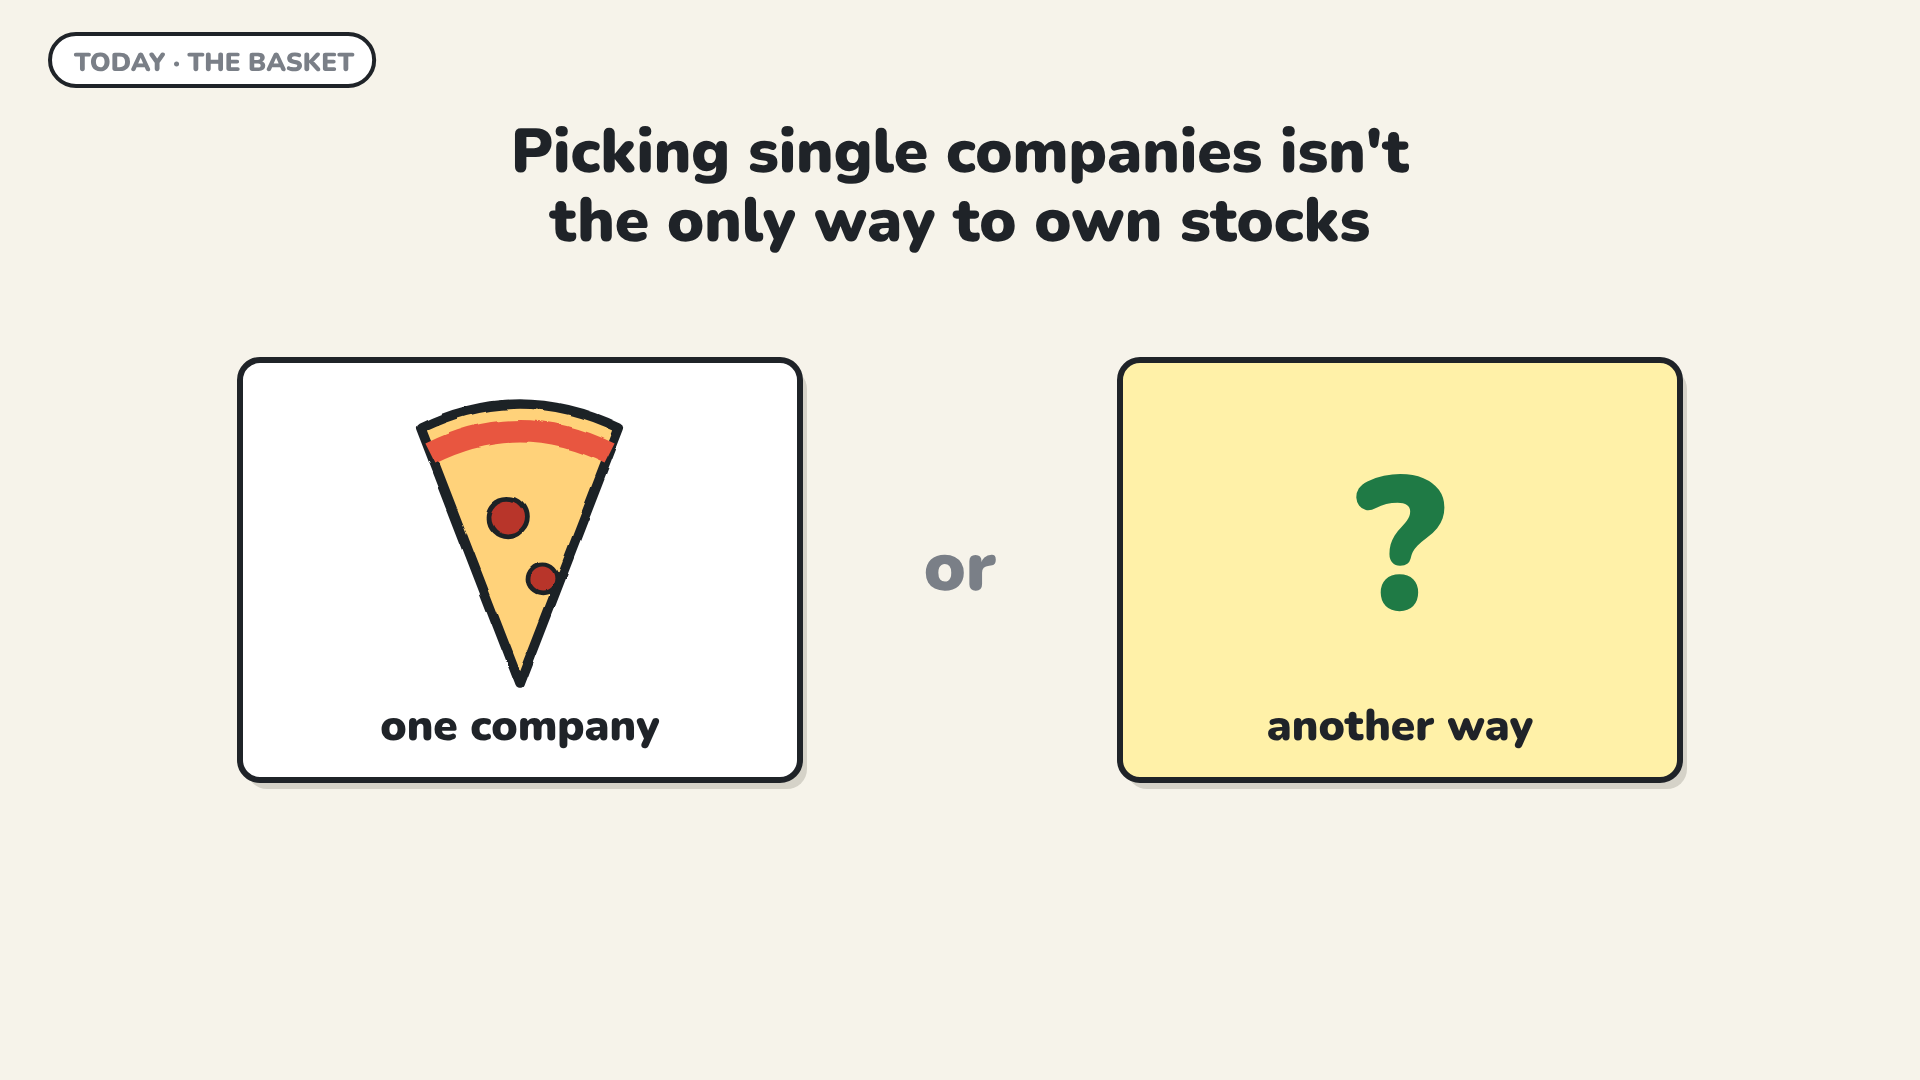 TODAY · THE BASKET
Picking single companies isn't
the only way to own stocks
or
?
one company
another way